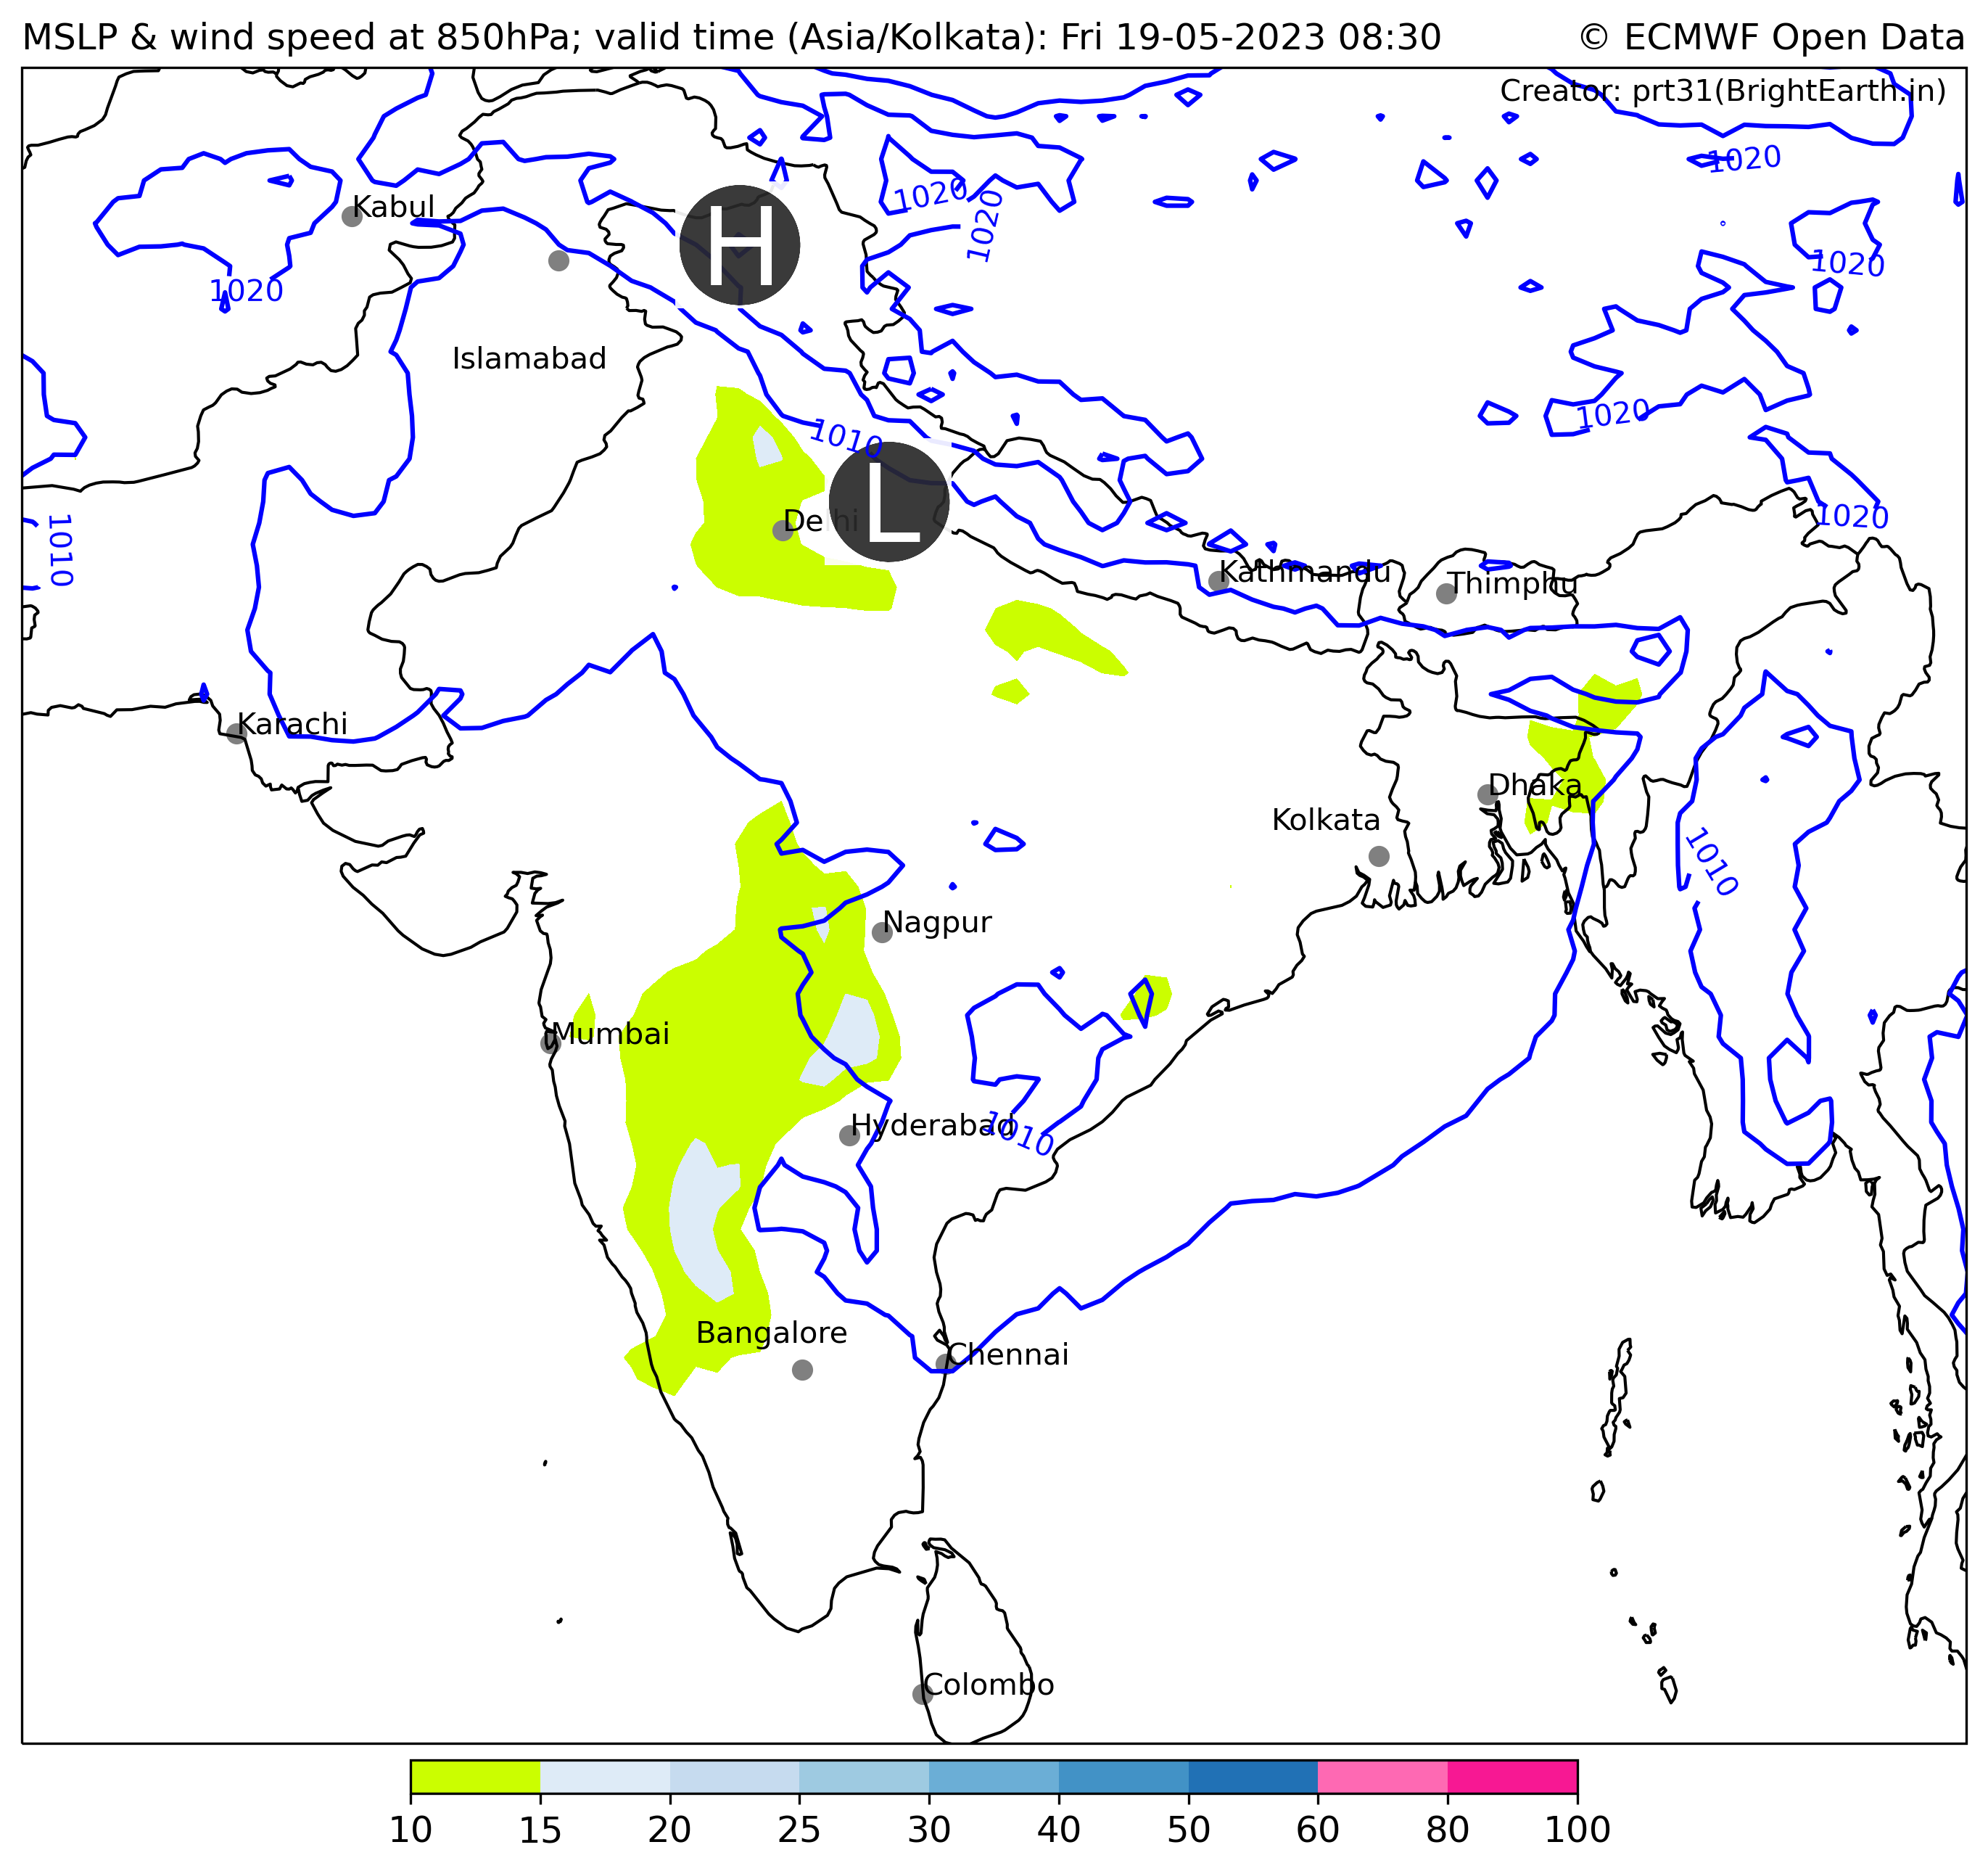 MSLP & wind speed at 850hPa; valid time (Asia/Kolkata): Fri 19-05-2023 08:30
© ECMWF Open Data
Creator: prt31(BrightEarth.in)
1020
1020
Kabul
1020
H
1020
1020
Islamabad
1020
1010
L
1010
Delhi
1020
Kathmandu
Thimphu
Karachi
Dhaka
Kolkata
1010
Nagpur
Mumbai
Hyderabad
1010
Bangalore
Chennai
Colombo
10 15 20 25 30 40 50 60 80 100